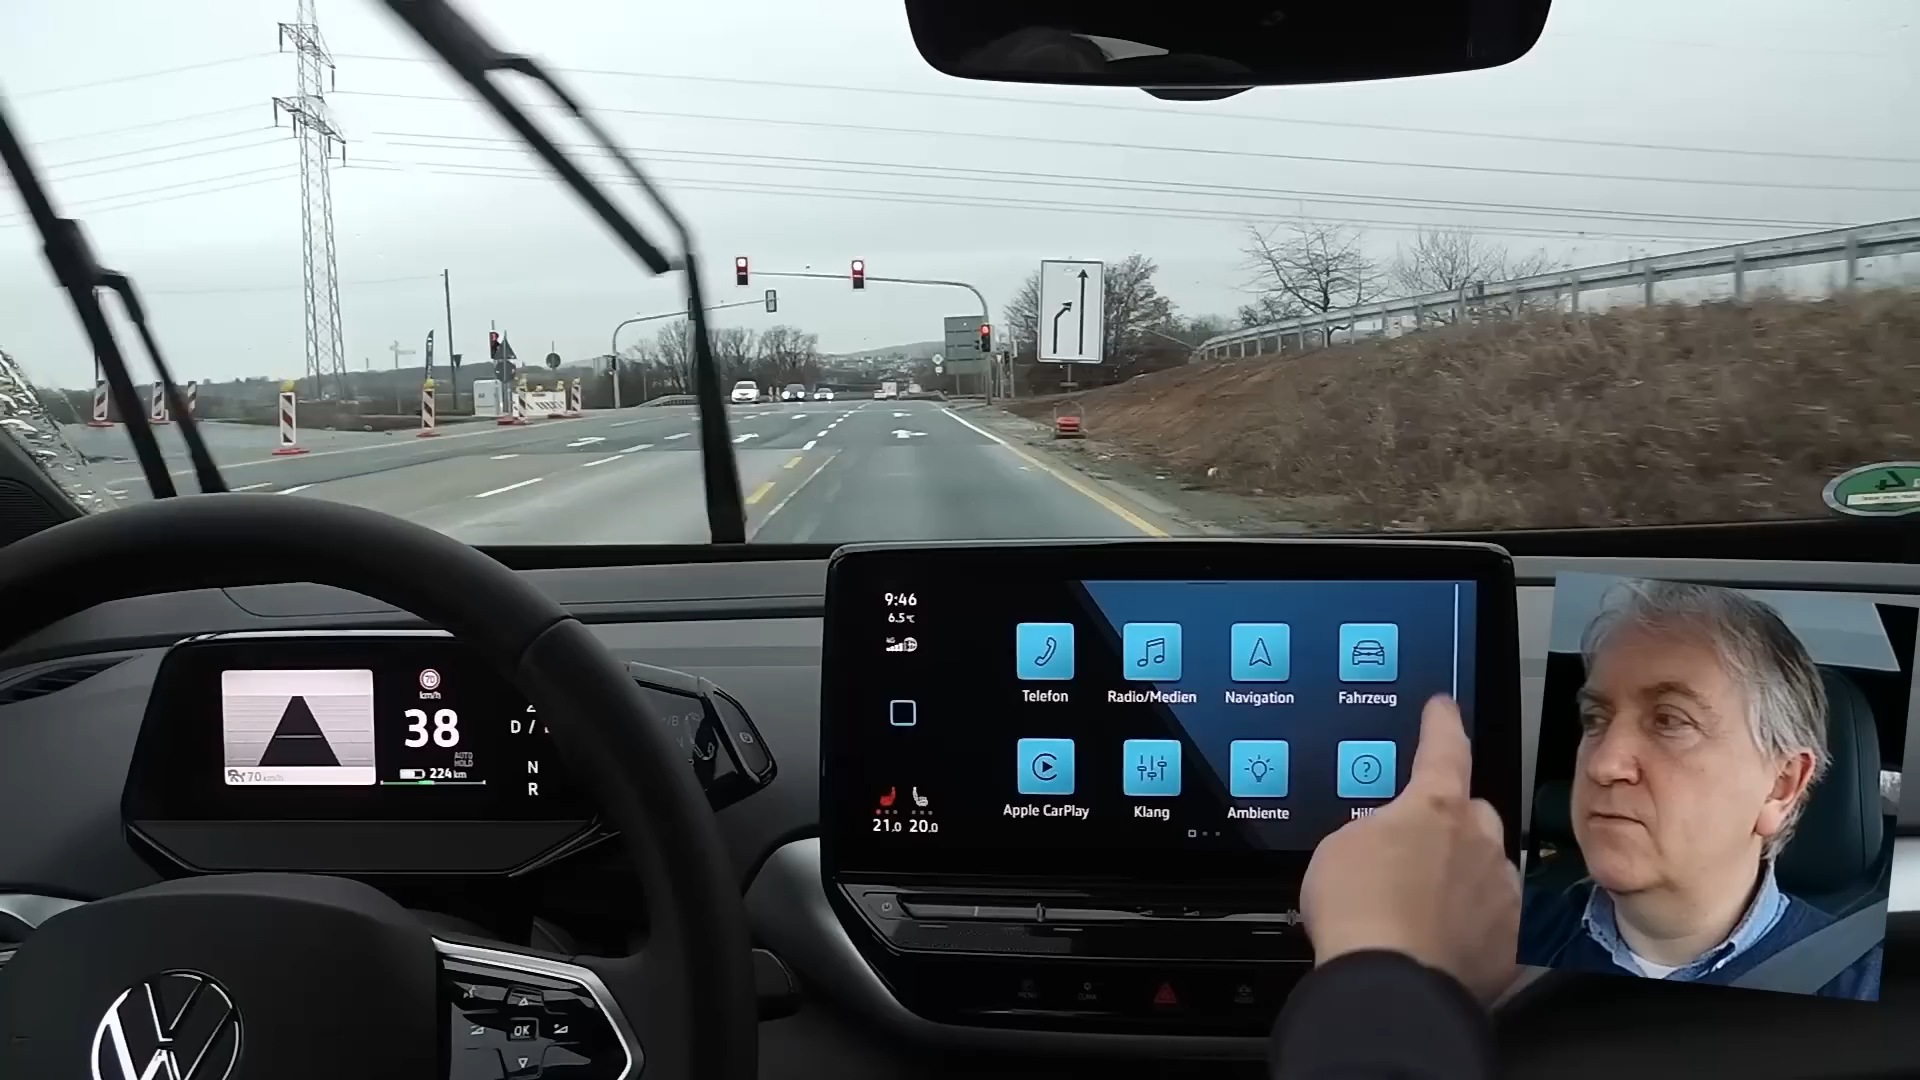 9:46
6.5°C
4G
Telefon
Radio/Medien
Navigation
Fahrzeug
Apple CarPlay
Klang
Ambiente
21.0 20.0
70
km/h
38
AUTO
HOLD
224 km
70 km/h
D /
N
R
OK